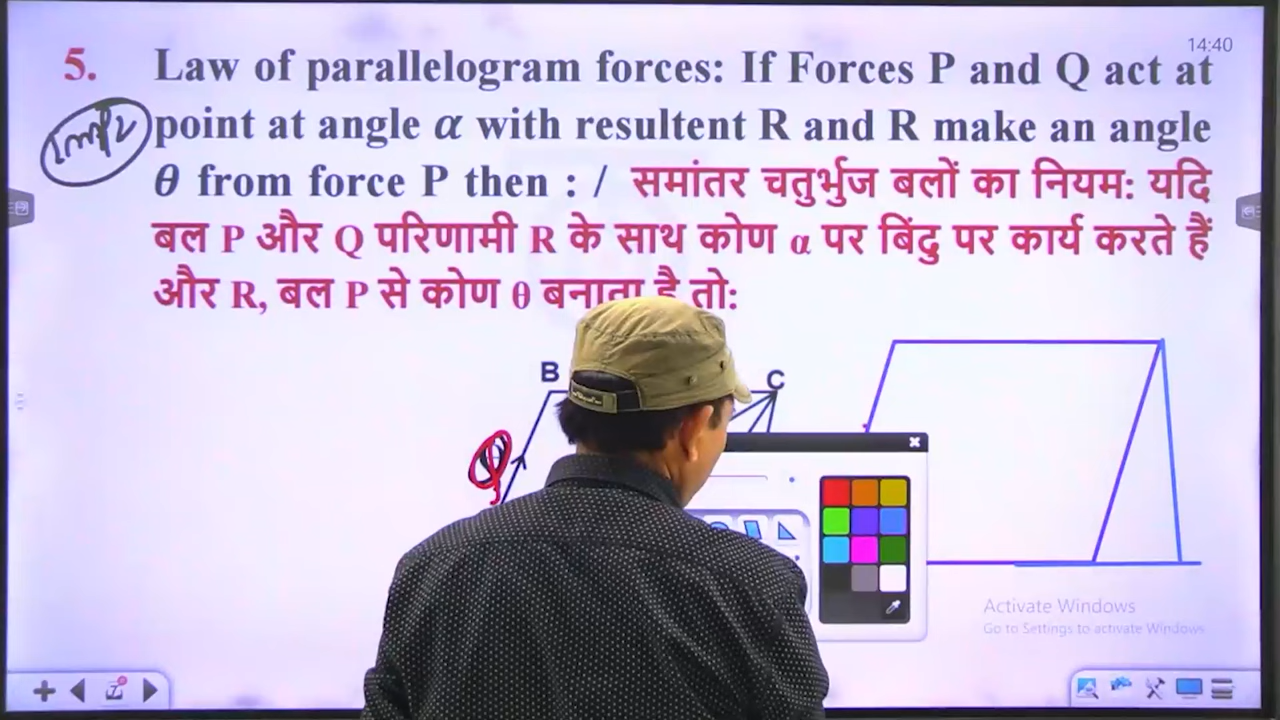 14:40
5. Law of parallelogram forces: If Forces P and Q act at
Imp
point at angle α with resultent R and R make an angle
θ from force P then : / समांतर चतुर्भुज बलों का नियम: यदि
बल P और Q परिणामी R के साथ कोण α पर बिंदु पर कार्य करते हैं
और R, बल P से कोण θ बनाता है तो:
B
C
Q
Activate Windows
Go to Settings to activate Windows